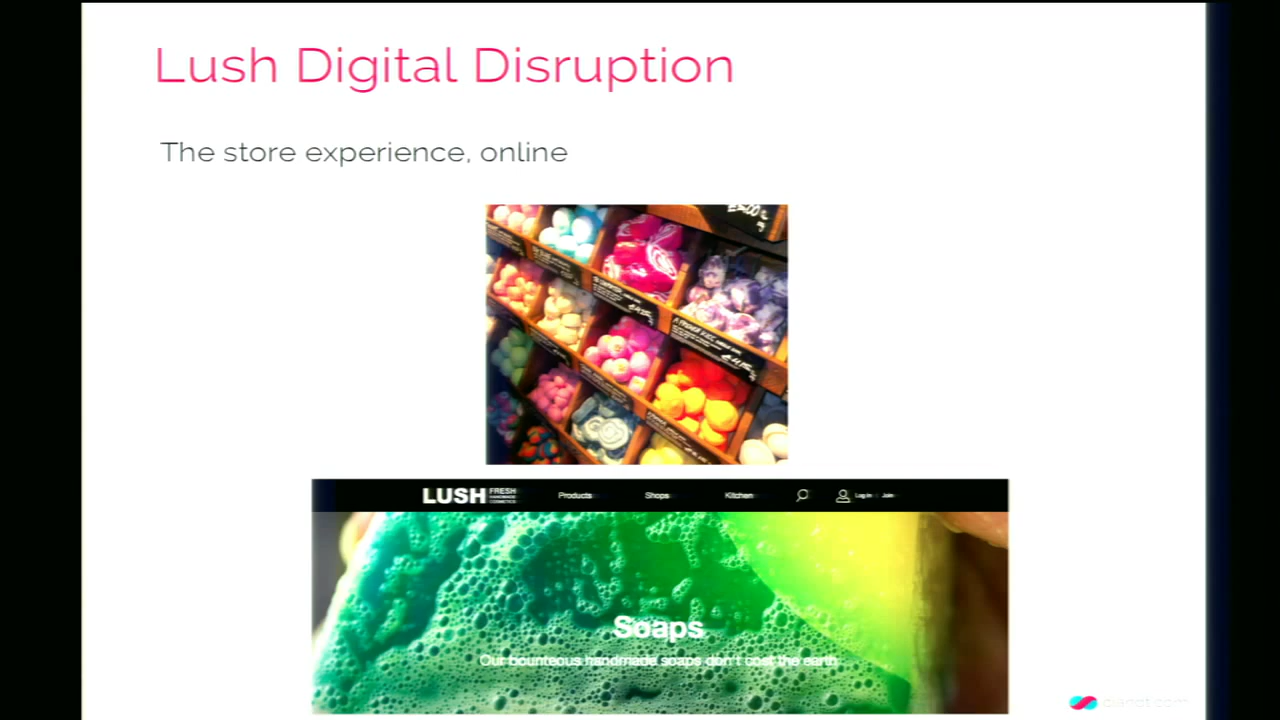 Lush Digital Disruption
The store experience, online
LUSH FRESH HANDMADE COSMETICS
Products
Shops
Kitchen
Log in
Join
Soaps
Our bounteous handmade soaps don't cost the earth